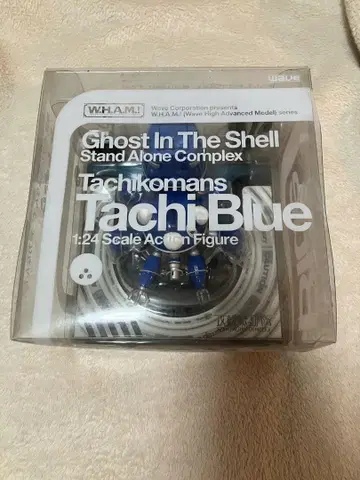 wave
W.H.A.M.!
Wave Corporation presents
W.H.A.M.! (Wave High Advanced Model) series
Ghost In The Shell
Stand Alone Complex
Tachikomans
Tachi-Blue
1:24 Scale Action Figure